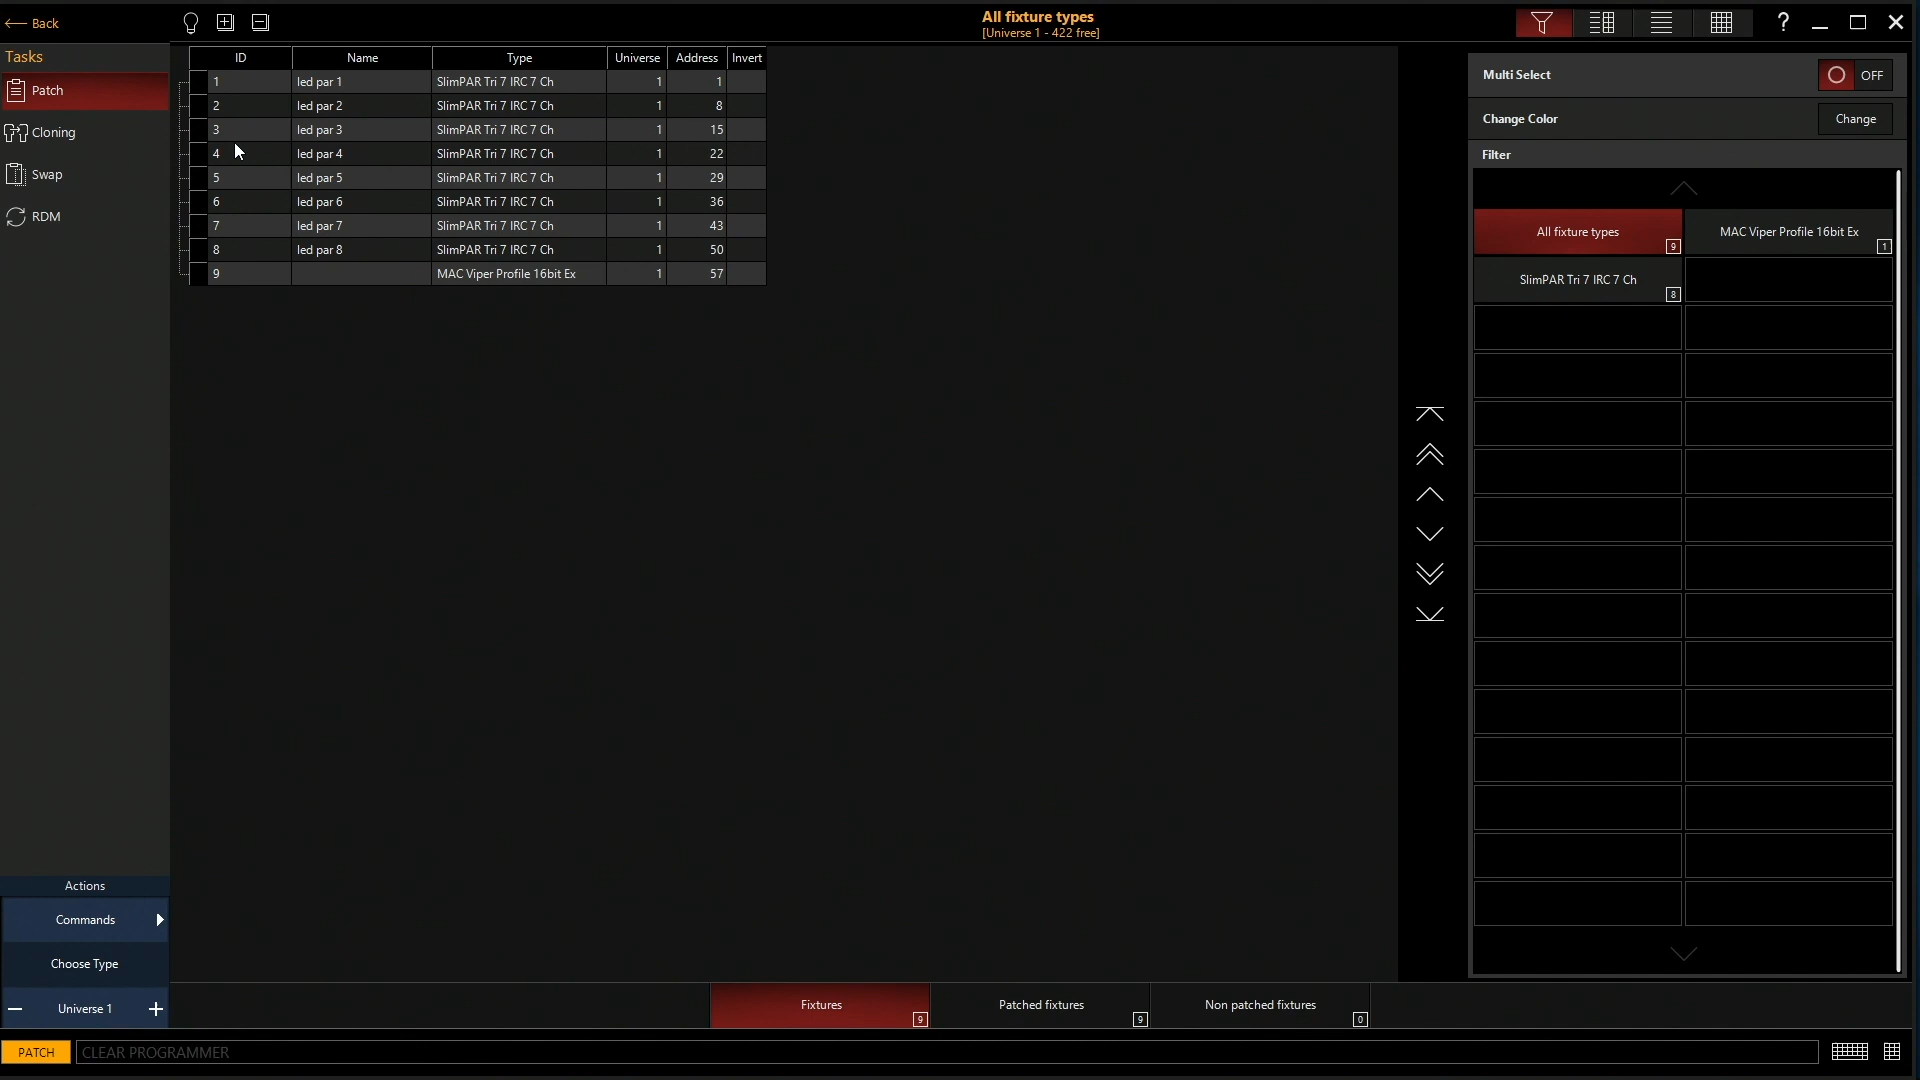 Back
All fixture types
[Universe 1 - 422 free]
?
Tasks
Patch
Cloning
Swap
RDM
ID Name Type Universe Address Invert
1 led par 1 SlimPAR Tri 7 IRC 7 Ch 1 1
2 led par 2 SlimPAR Tri 7 IRC 7 Ch 1 8
3 led par 3 SlimPAR Tri 7 IRC 7 Ch 1 15
4 led par 4 SlimPAR Tri 7 IRC 7 Ch 1 22
5 led par 5 SlimPAR Tri 7 IRC 7 Ch 1 29
6 led par 6 SlimPAR Tri 7 IRC 7 Ch 1 36
7 led par 7 SlimPAR Tri 7 IRC 7 Ch 1 43
8 led par 8 SlimPAR Tri 7 IRC 7 Ch 1 50
9 MAC Viper Profile 16bit Ex 1 57
Multi Select OFF
Change Color Change
Filter
All fixture types 9
MAC Viper Profile 16bit Ex 1
SlimPAR Tri 7 IRC 7 Ch 8
Actions
Commands
Choose Type
Universe 1
Fixtures 9
Patched fixtures 9
Non patched fixtures 0
PATCH CLEAR PROGRAMMER